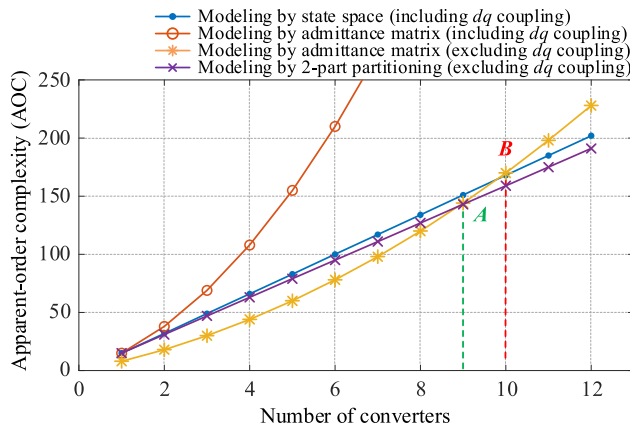 Modeling by state space (including dq coupling)
Modeling by admittance matrix (including dq coupling)
Modeling by admittance matrix (excluding dq coupling)
Modeling by 2-part partitioning (excluding dq coupling)
Apparent-order complexity (AOC)
250
200
150
100
50
0
B
A
0 2 4 6 8 10 12
Number of converters